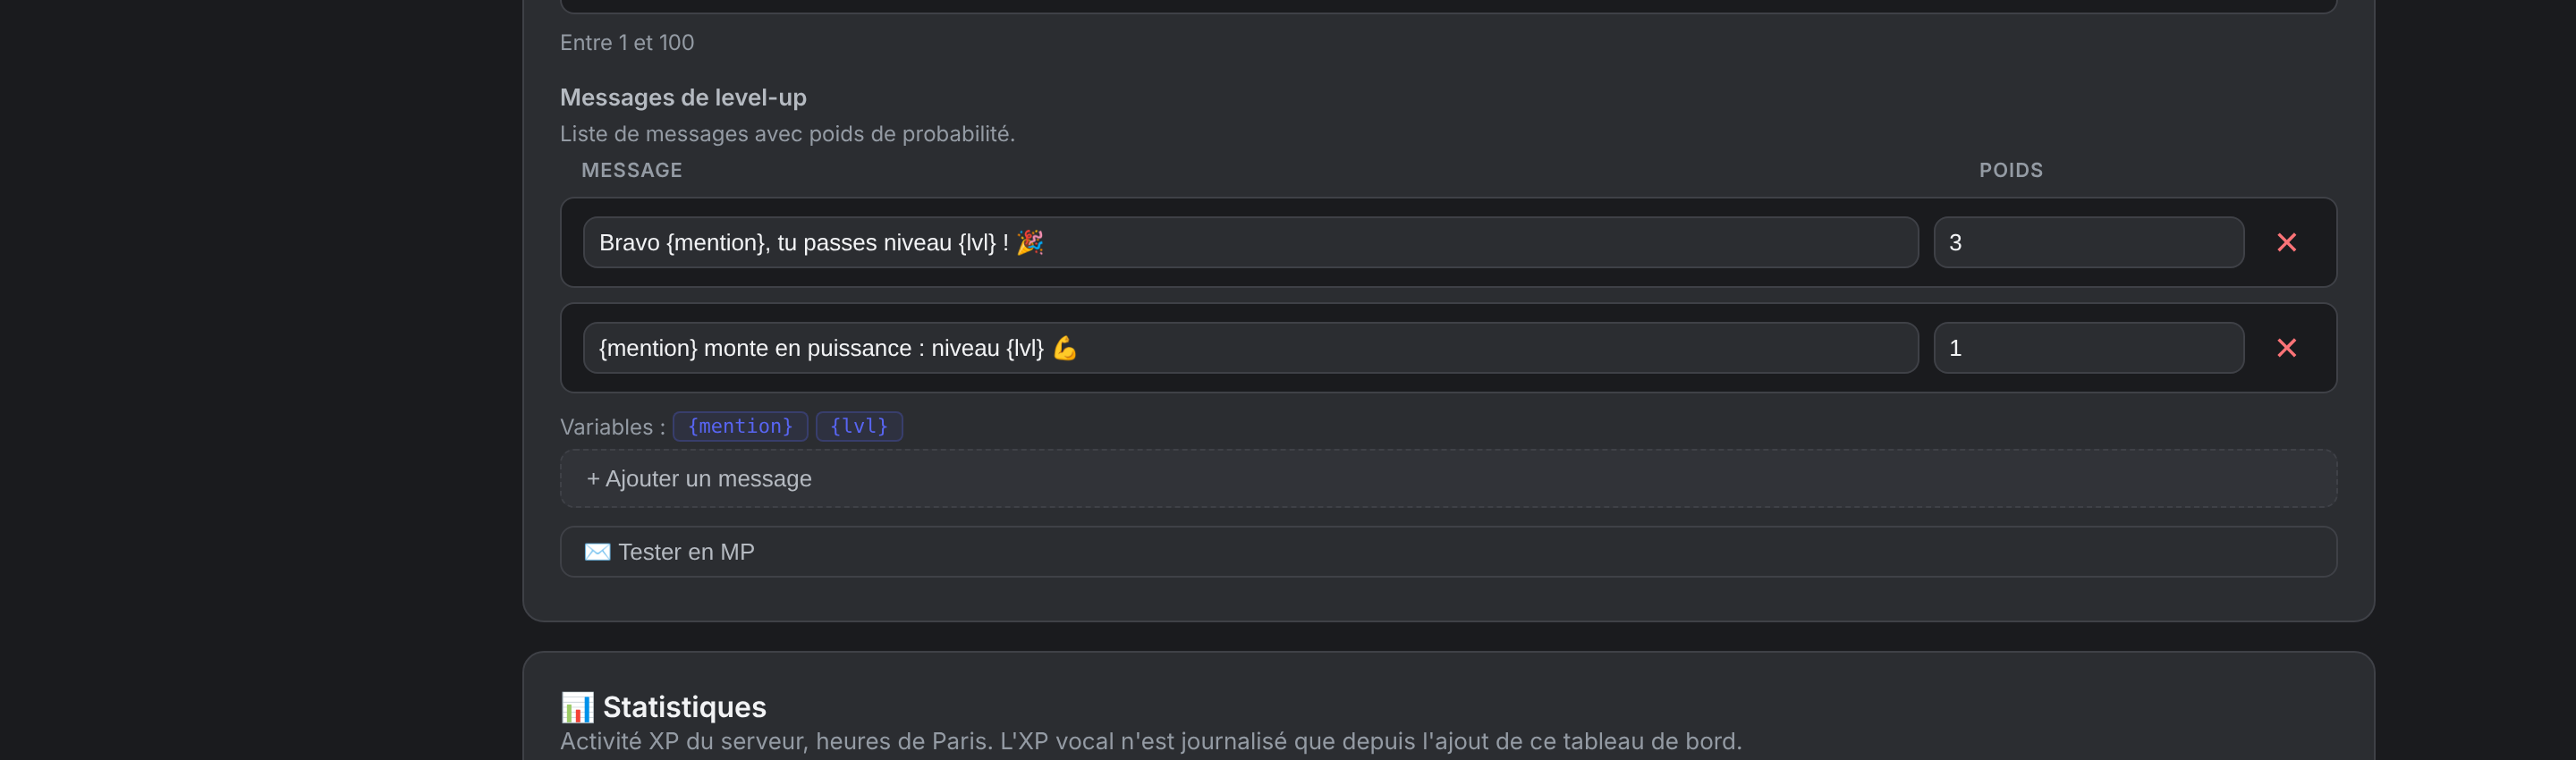 Entre 1 et 100
Messages de level-up
Liste de messages avec poids de probabilité.
MESSAGE POIDS
Bravo {mention}, tu passes niveau {lvl} ! 🎉 3 ✕
{mention} monte en puissance : niveau {lvl} 💪 1 ✕
Variables : {mention} {lvl}
+ Ajouter un message
✉️ Tester en MP
📊 Statistiques
Activité XP du serveur, heures de Paris. L'XP vocal n'est journalisé que depuis l'ajout de ce tableau de bord.